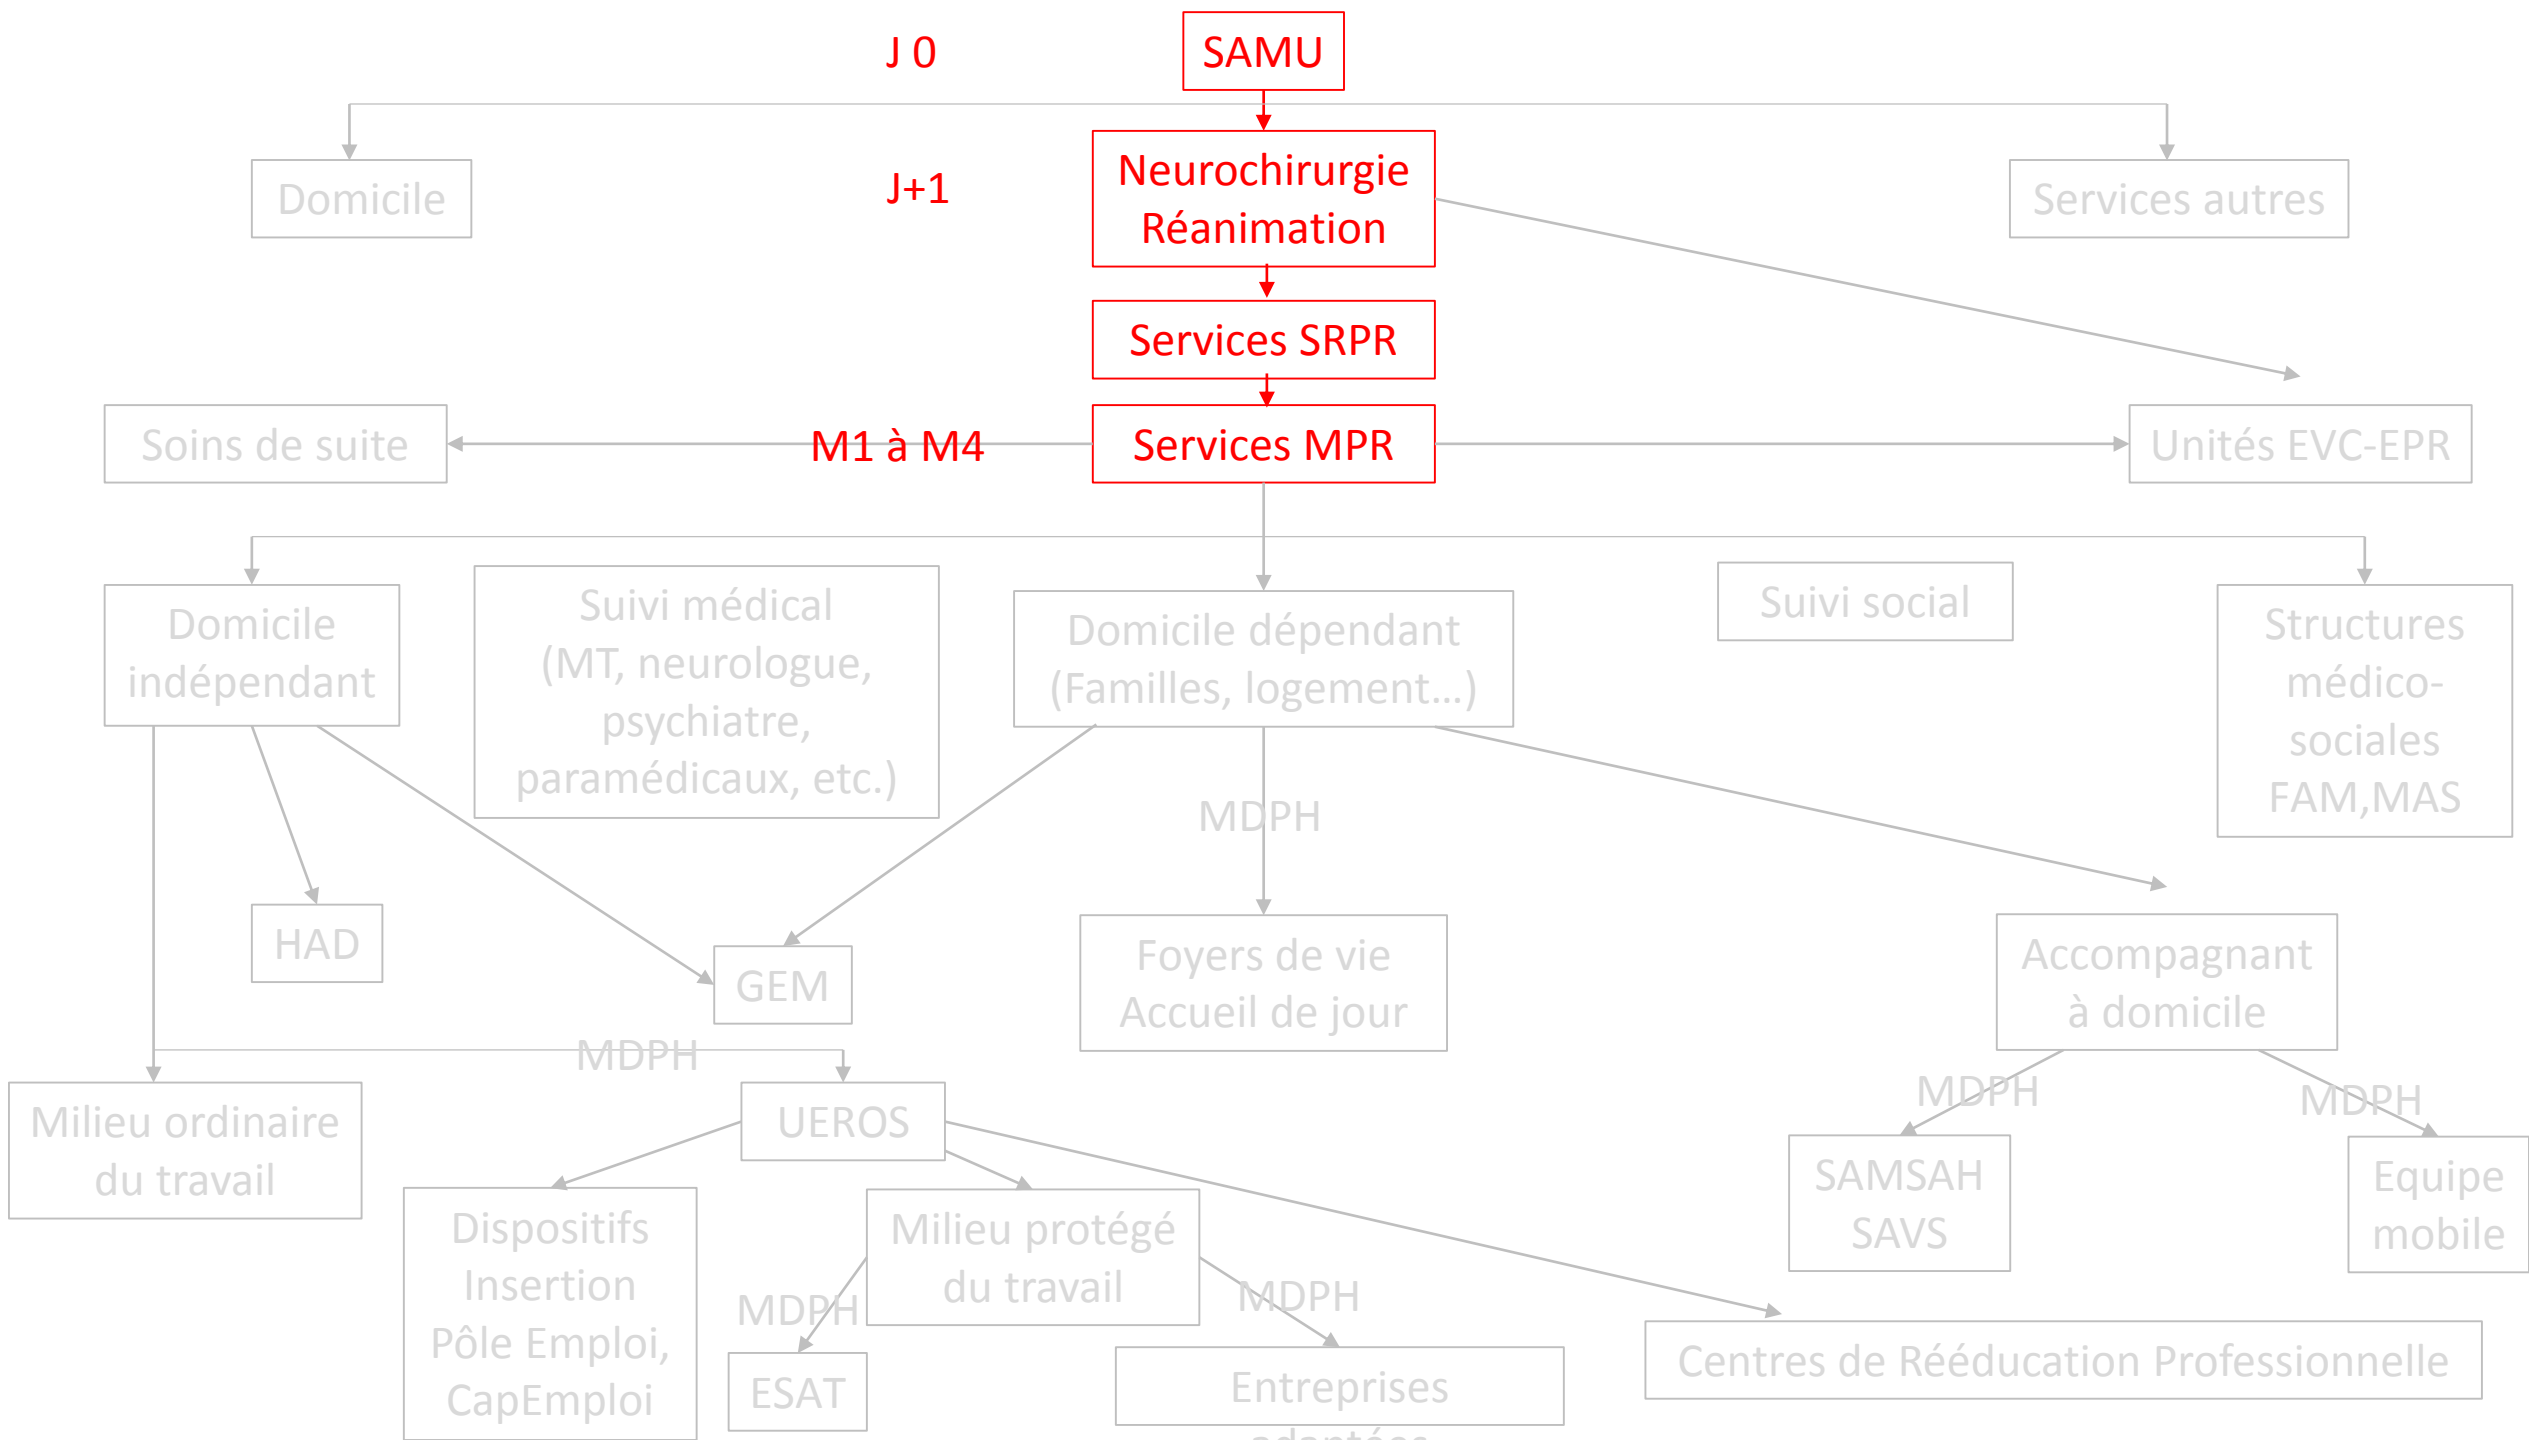 J 0
SAMU
J+1
Neurochirurgie
Réanimation
Domicile
Services autres
Services SRPR
Soins de suite
M1 à M4
Services MPR
Unités EVC-EPR
Domicile
indépendant
Suivi médical
(MT, neurologue,
psychiatre,
paramédicaux, etc.)
Domicile dépendant
(Familles, logement...)
Suivi social
Structures
médico-
sociales
FAM,MAS
MDPH
HAD
GEM
Foyers de vie
Accueil de jour
Accompagnant
à domicile
MDPH
MDPH
MDPH
Milieu ordinaire
du travail
UEROS
SAMSAH
SAVS
Equipe
mobile
Dispositifs
Insertion
Pôle Emploi,
CapEmploi
Milieu protégé
du travail
MDPH
MDPH
ESAT
Entreprises
adaptées
Centres de Rééducation Professionnelle